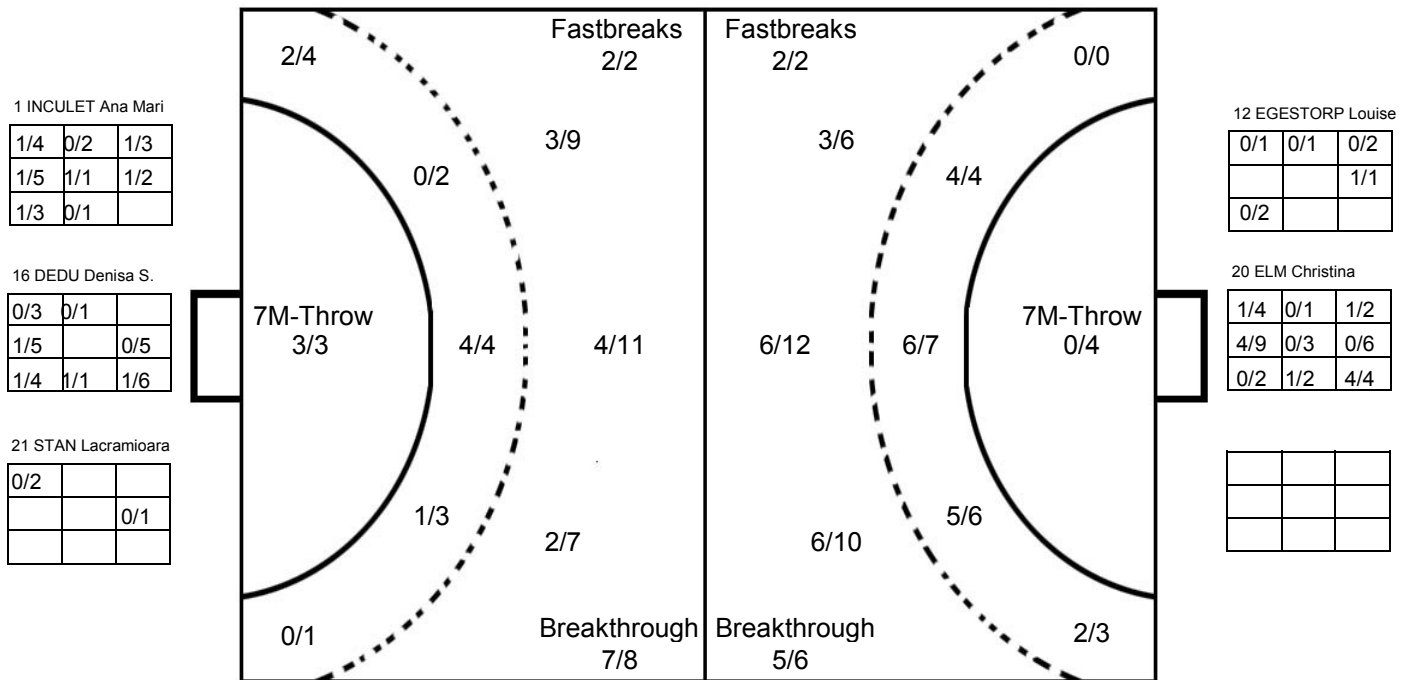 Fastbreaks Fastbreaks
2/4 2/2 2/2 0/0
1 INCULET Ana Mari
12 EGESTORP Louise
1/4 0/2 1/3
3/9 3/6
0/1 0/1 0/2
1/5 1/1 1/2
0/2 4/4
1/1
1/3 0/1
0/2
16 DEDU Denisa S.
20 ELM Christina
0/3 0/1
7M-Throw 7M-Throw
1/4 0/1 1/2
1/5 0/5
3/3 4/4 4/11 6/12 6/7 0/4
4/9 0/3 0/6
1/4 1/1 1/6
0/2 1/2 4/4
21 STAN Lacramioara
0/2
0/1
1/3 5/6
2/7 6/10
Breakthrough Breakthrough
0/1 2/3
7/8 5/6